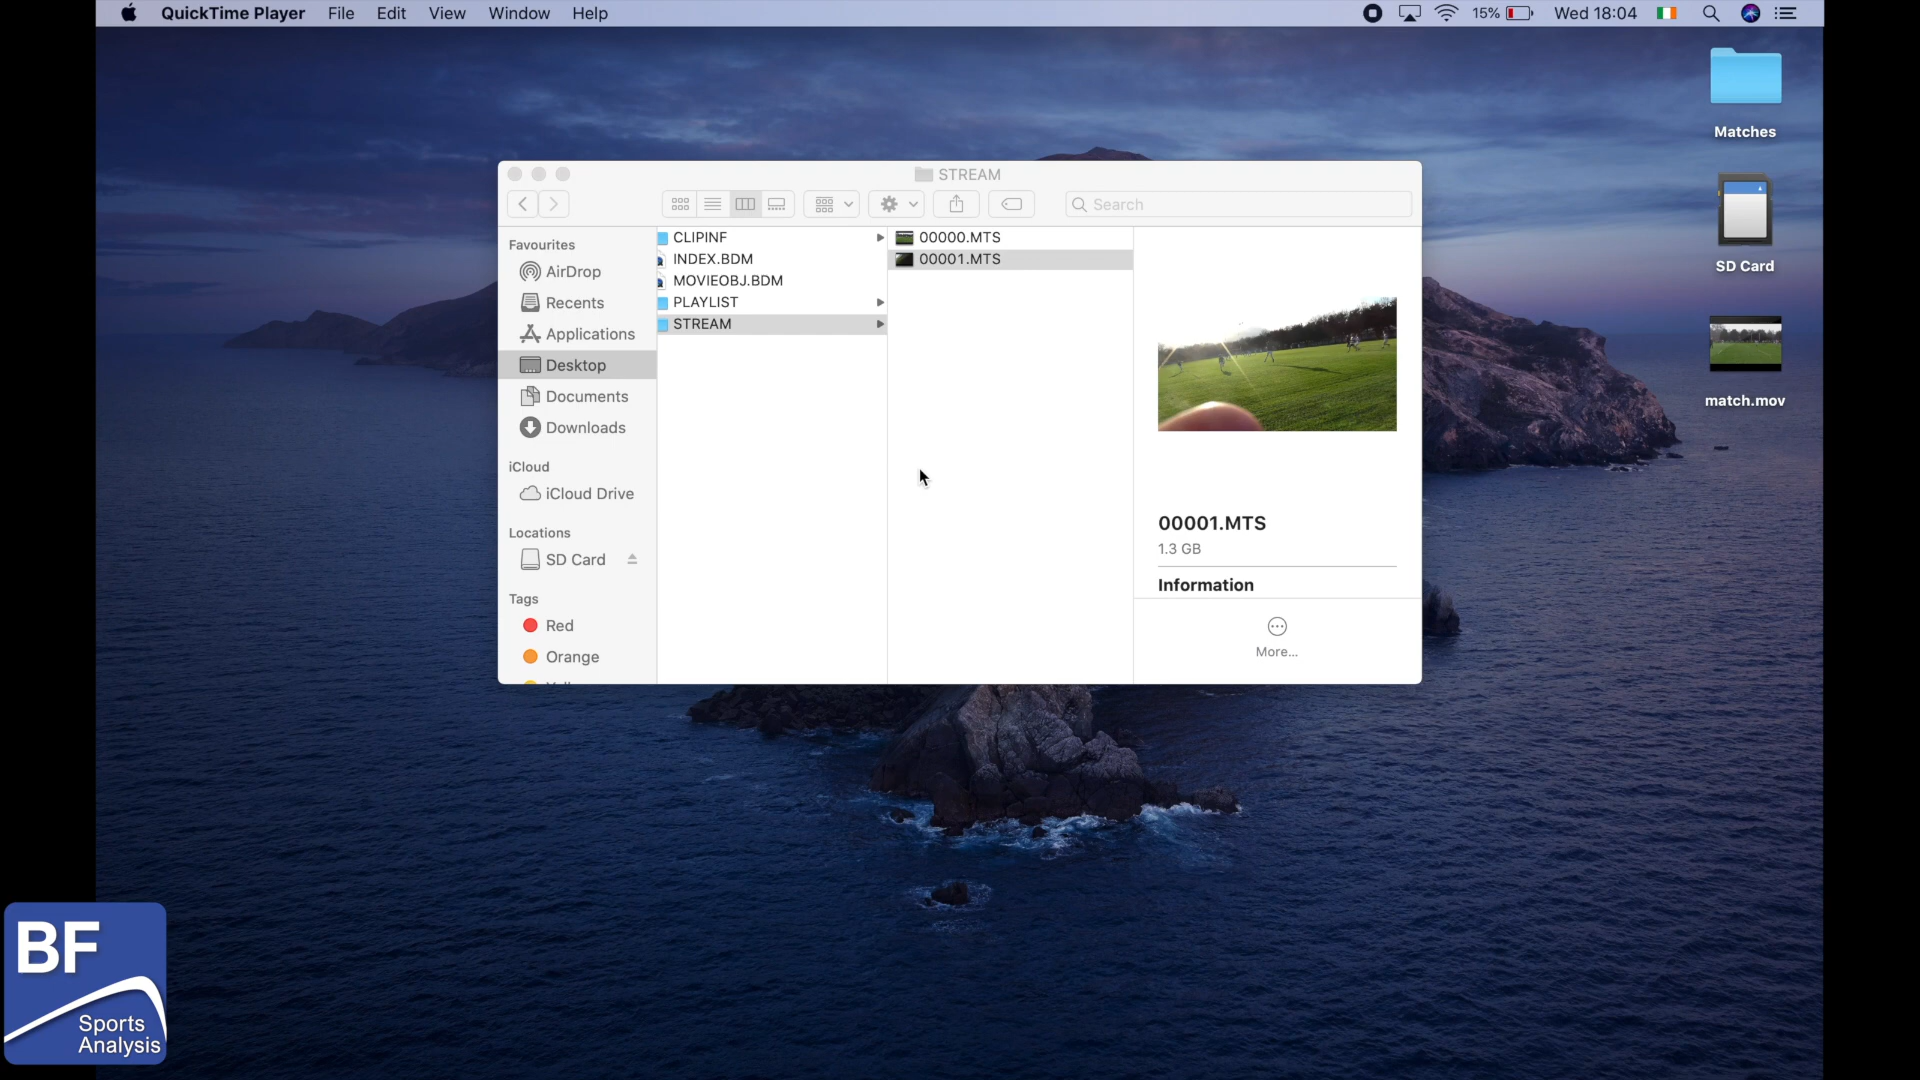 QuickTime Player File Edit View Window Help 15% Wed 18:04
Matches
SD Card
match.mov
STREAM
Search
Favourites
AirDrop
Recents
Applications
Desktop
Documents
Downloads
iCloud
iCloud Drive
Locations
SD Card
Tags
Red
Orange
CLIPINF
INDEX.BDM
MOVIEOBJ.BDM
PLAYLIST
STREAM
00000.MTS
00001.MTS
00001.MTS
1.3 GB
Information
More...
BF
Sports
Analysis